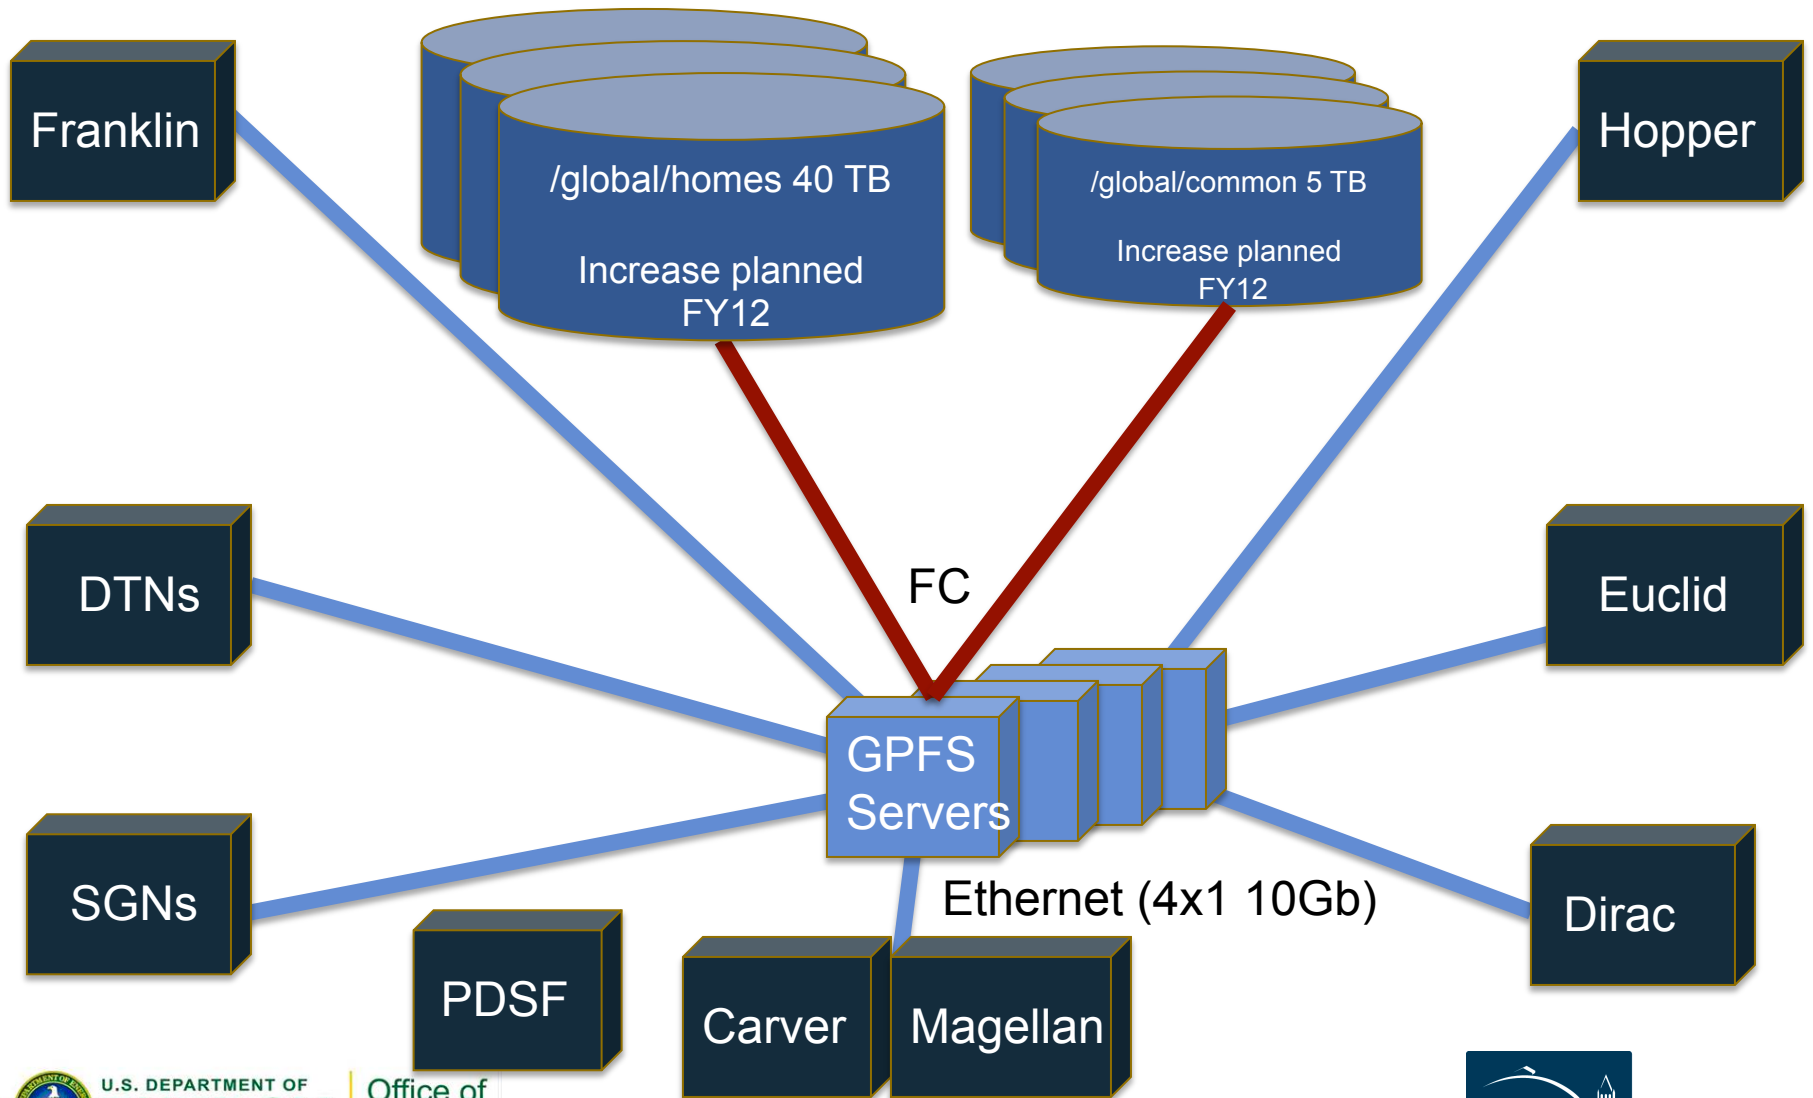 Franklin
/global/homes 40 TB
Increase planned
FY12
/global/common 5 TB
Increase planned
FY12
Hopper
DTNs
FC
Euclid
GPFS
Servers
SGNs
Ethernet (4x1 10Gb)
Dirac
PDSF
Carver
Magellan
U.S. DEPARTMENT OF
Office of